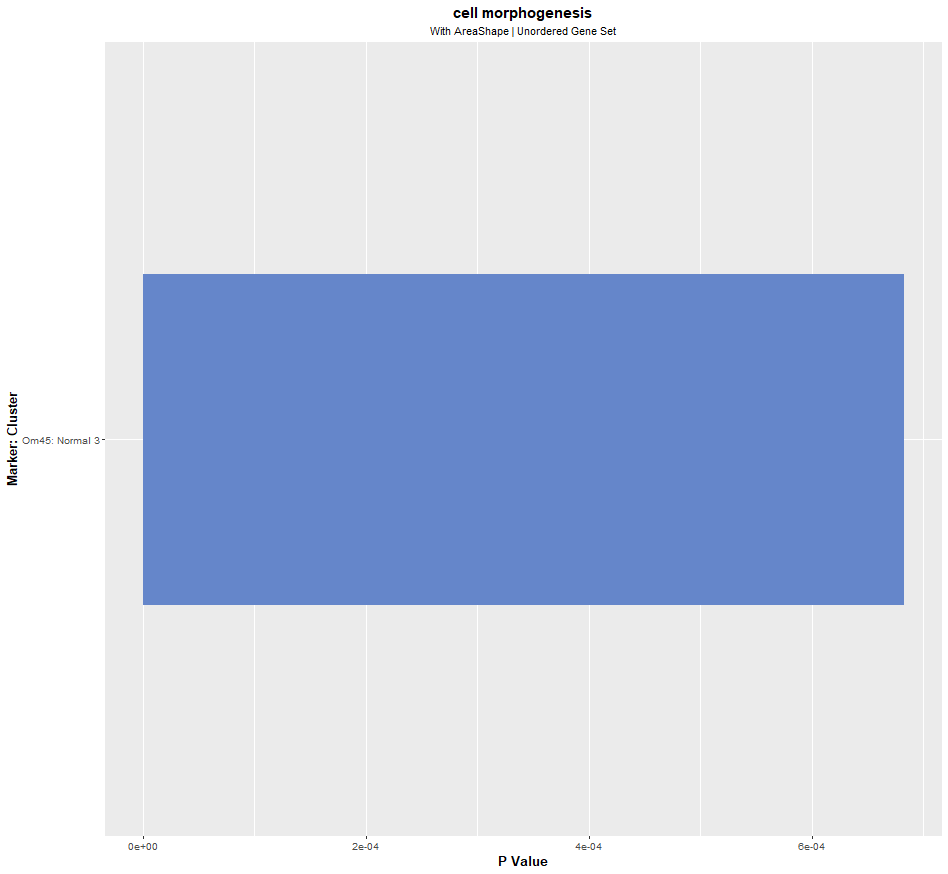 cell morphogenesis
With AreaShape | Unordered Gene Set
Marker: Cluster
Om45: Normal 3
0e+00
2e-04
4e-04
6e-04
P Value